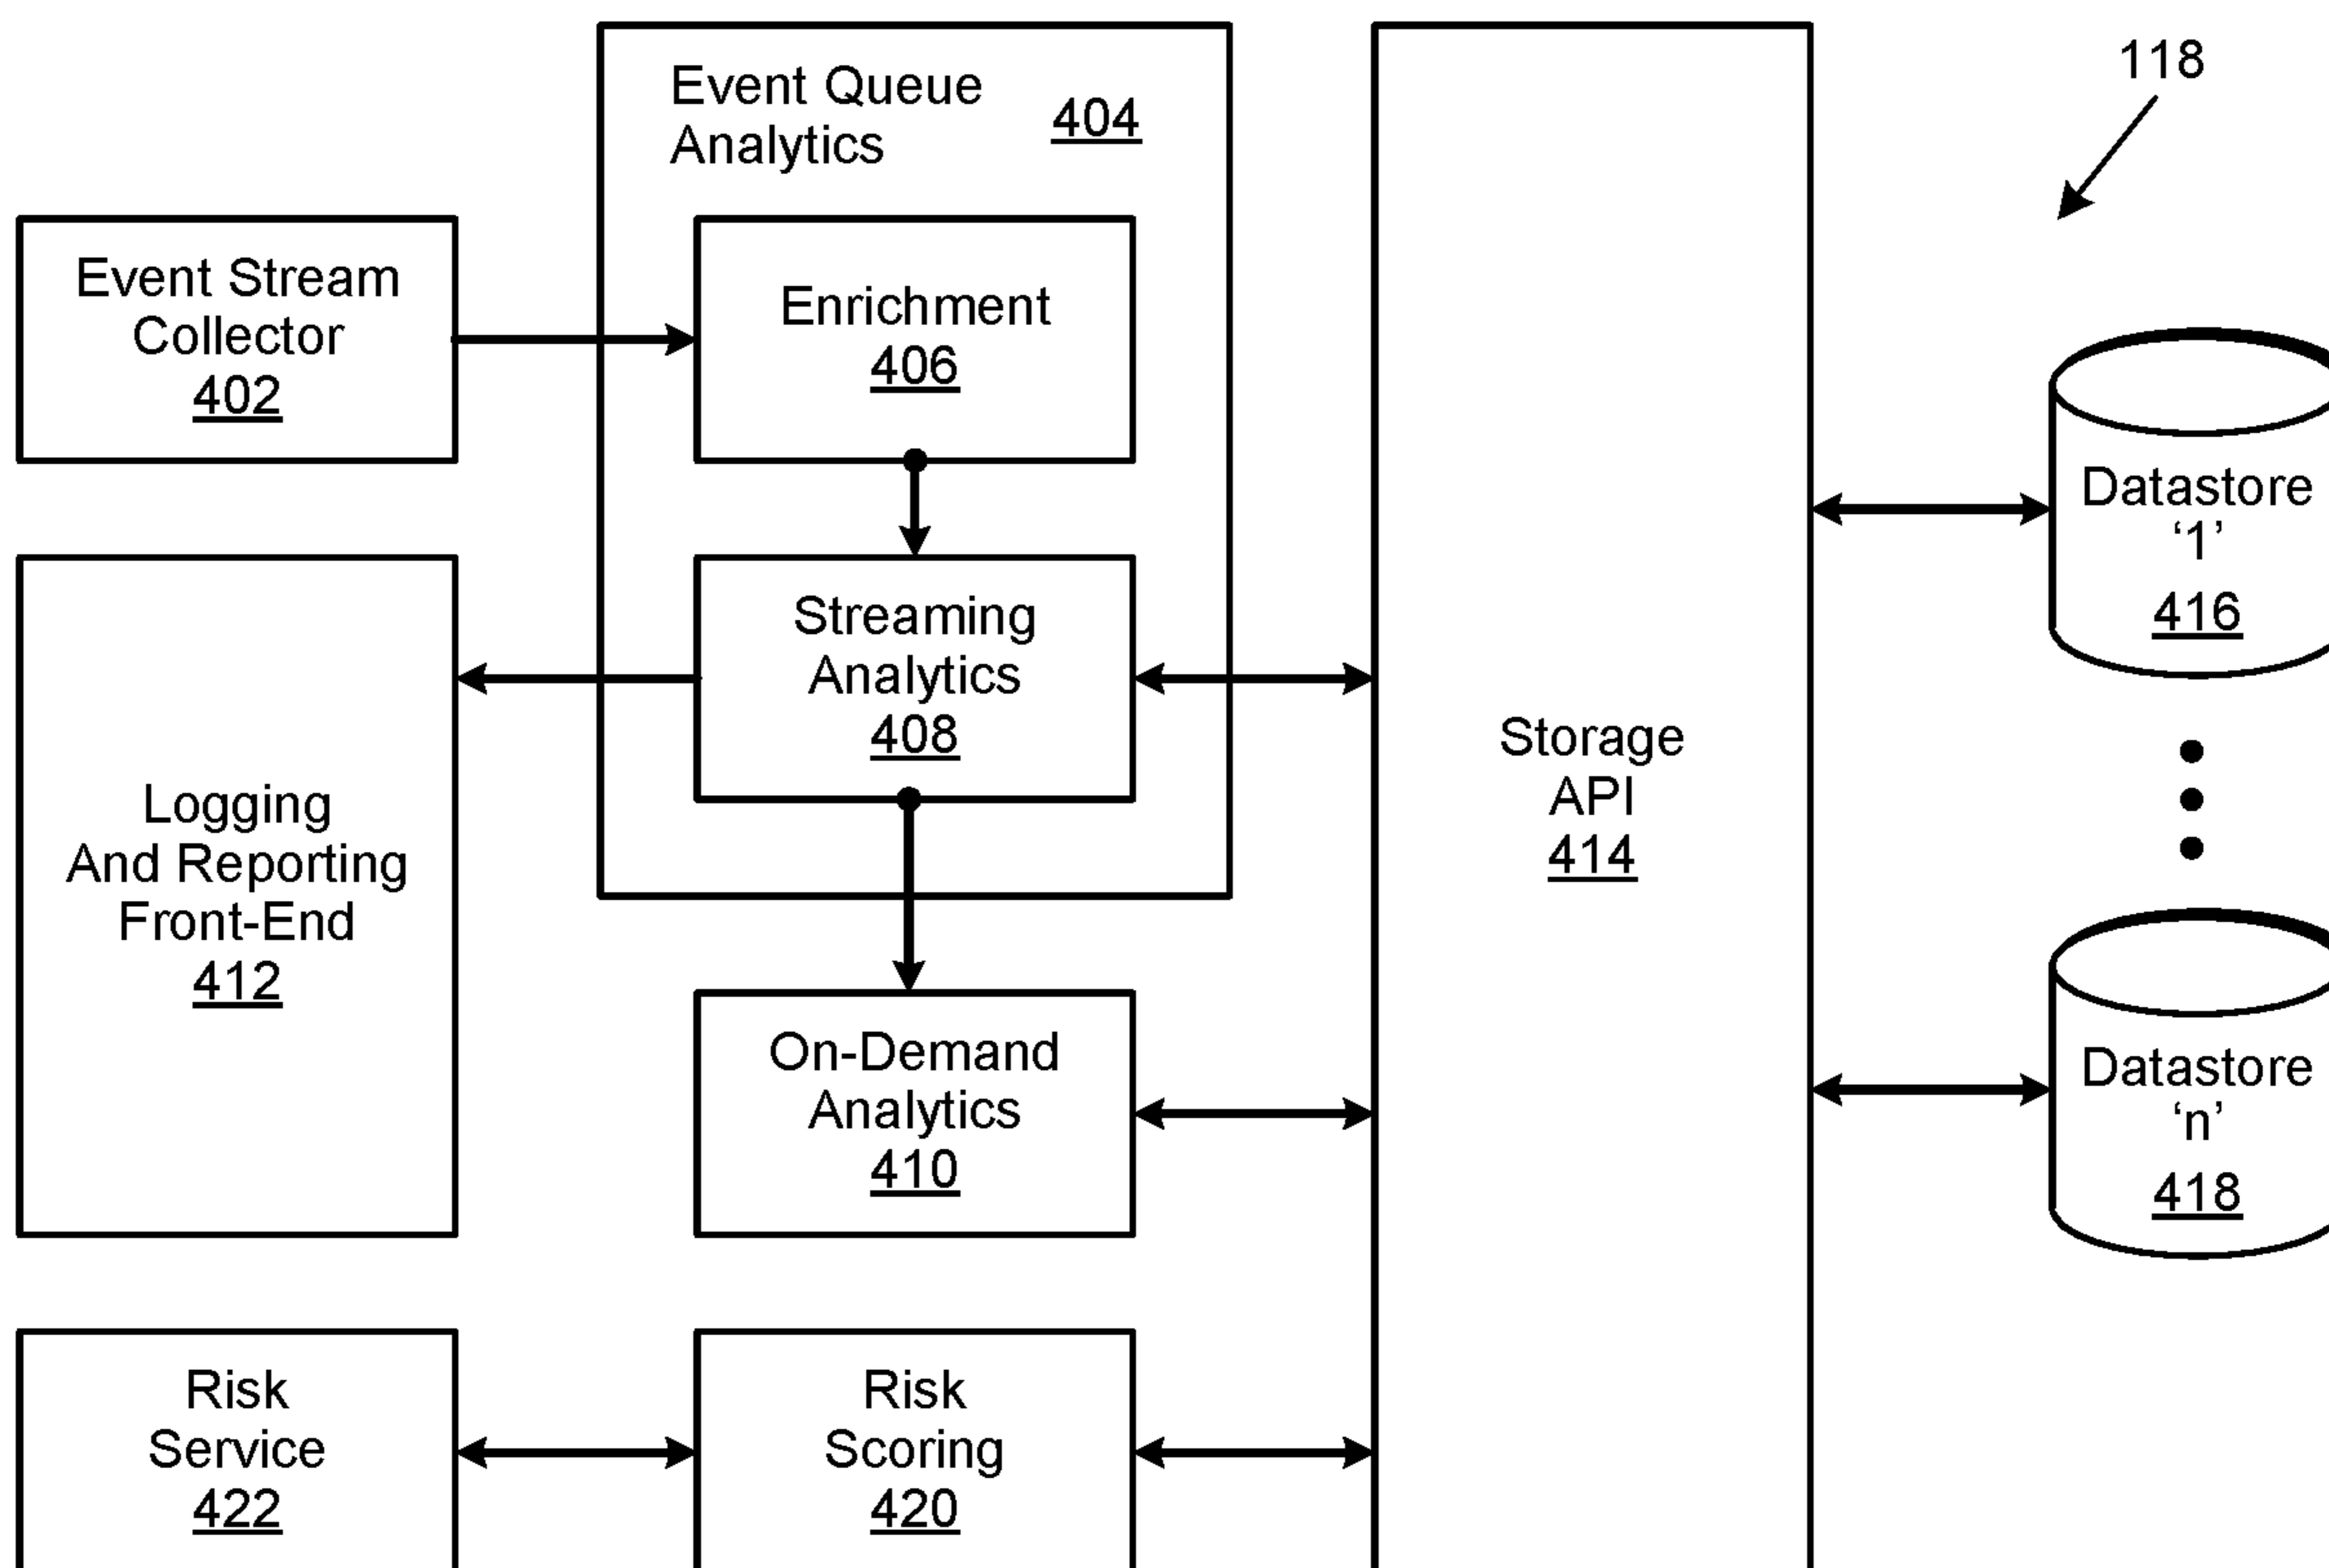 Event Queue
Analytics
404
118
Event Stream
Collector
402
Enrichment
406
Datastore
‘1’
416
Streaming
Analytics
408
Storage
API
414
Logging
And Reporting
Front-End
412
On-Demand
Analytics
410
Datastore
‘n’
418
Risk
Service
422
Risk
Scoring
420